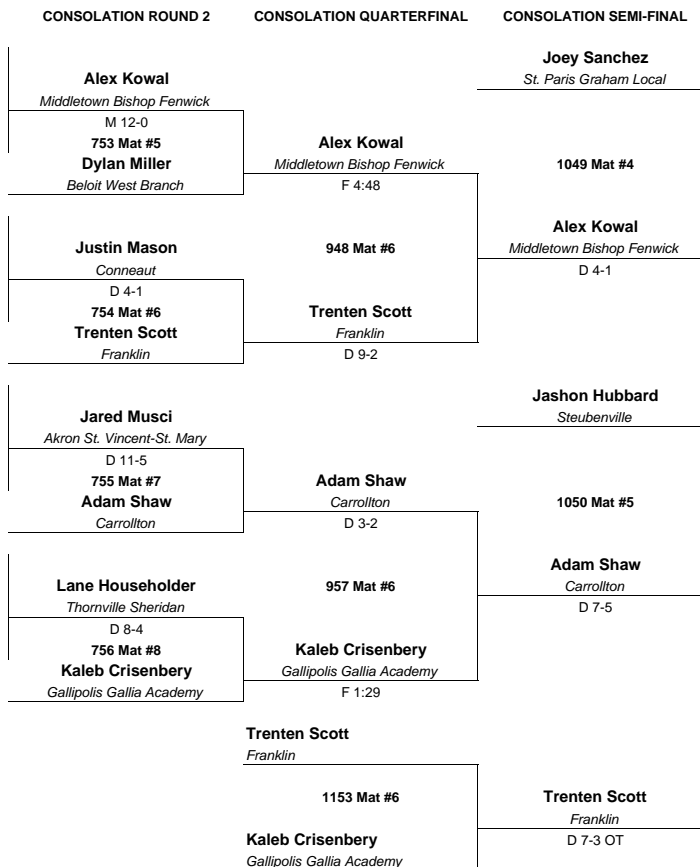 CONSOLATION ROUND 2
CONSOLATION QUARTERFINAL
CONSOLATION SEMI-FINAL
Alex Kowal
Middletown Bishop Fenwick
M 12-0
753 Mat #5
Dylan Miller
Beloit West Branch
Justin Mason
Conneaut
D 4-1
754 Mat #6
Trenten Scott
Franklin
Jared Musci
Akron St. Vincent-St. Mary
D 11-5
755 Mat #7
Adam Shaw
Carrollton
Lane Householder
Thornville Sheridan
D 8-4
756 Mat #8
Kaleb Crisenbery
Gallipolis Gallia Academy
Alex Kowal
Middletown Bishop Fenwick
F 4:48
948 Mat #6
Trenten Scott
Franklin
D 9-2
Adam Shaw
Carrollton
D 3-2
957 Mat #6
Kaleb Crisenbery
Gallipolis Gallia Academy
F 1:29
Joey Sanchez
St. Paris Graham Local
1049 Mat #4
Alex Kowal
Middletown Bishop Fenwick
D 4-1
Jashon Hubbard
Steubenville
1050 Mat #5
Adam Shaw
Carrollton
D 7-5
Trenten Scott
Franklin
1153 Mat #6
Kaleb Crisenbery
Gallipolis Gallia Academy
Trenten Scott
Franklin
D 7-3 OT